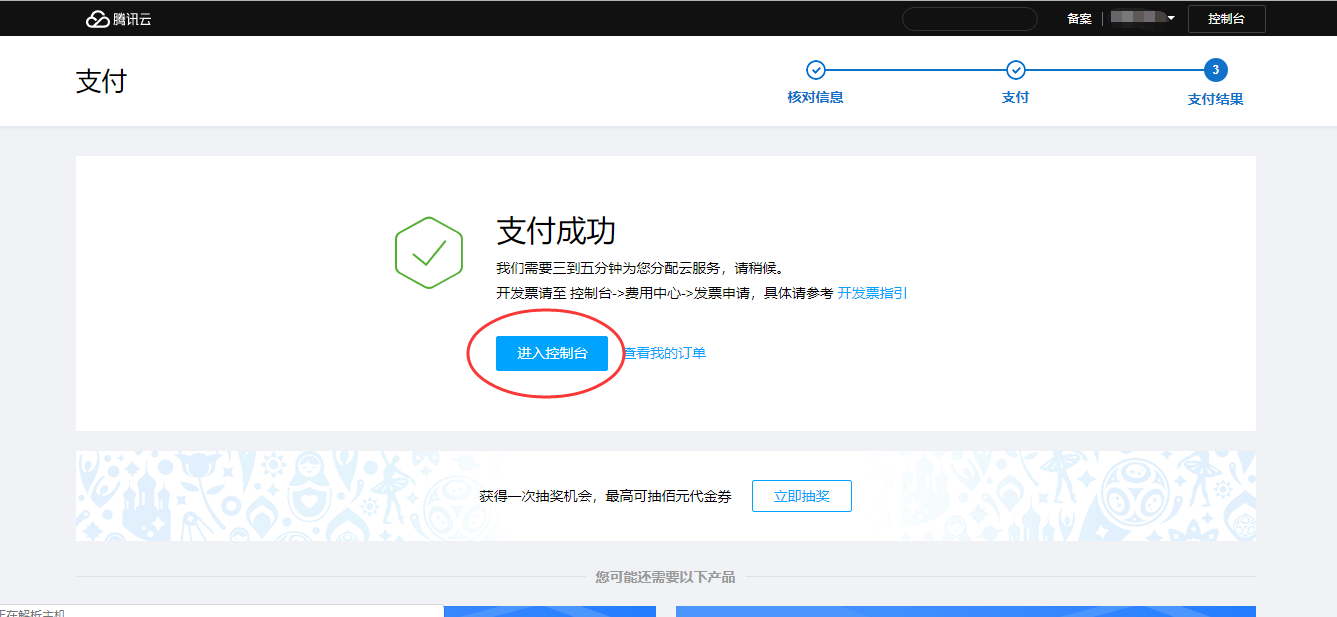 腾讯云
备案
控制台
支付
核对信息
支付
3
支付结果
支付成功
我们需要三到五分钟为您分配云服务，请稍候。
开发票请至 控制台->费用中心->发票申请，具体请参考 开发票指引
进入控制台
查看我的订单
获得一次抽奖机会，最高可抽佰元代金券
立即抽奖
您可能还需要以下产品
正在解析主机